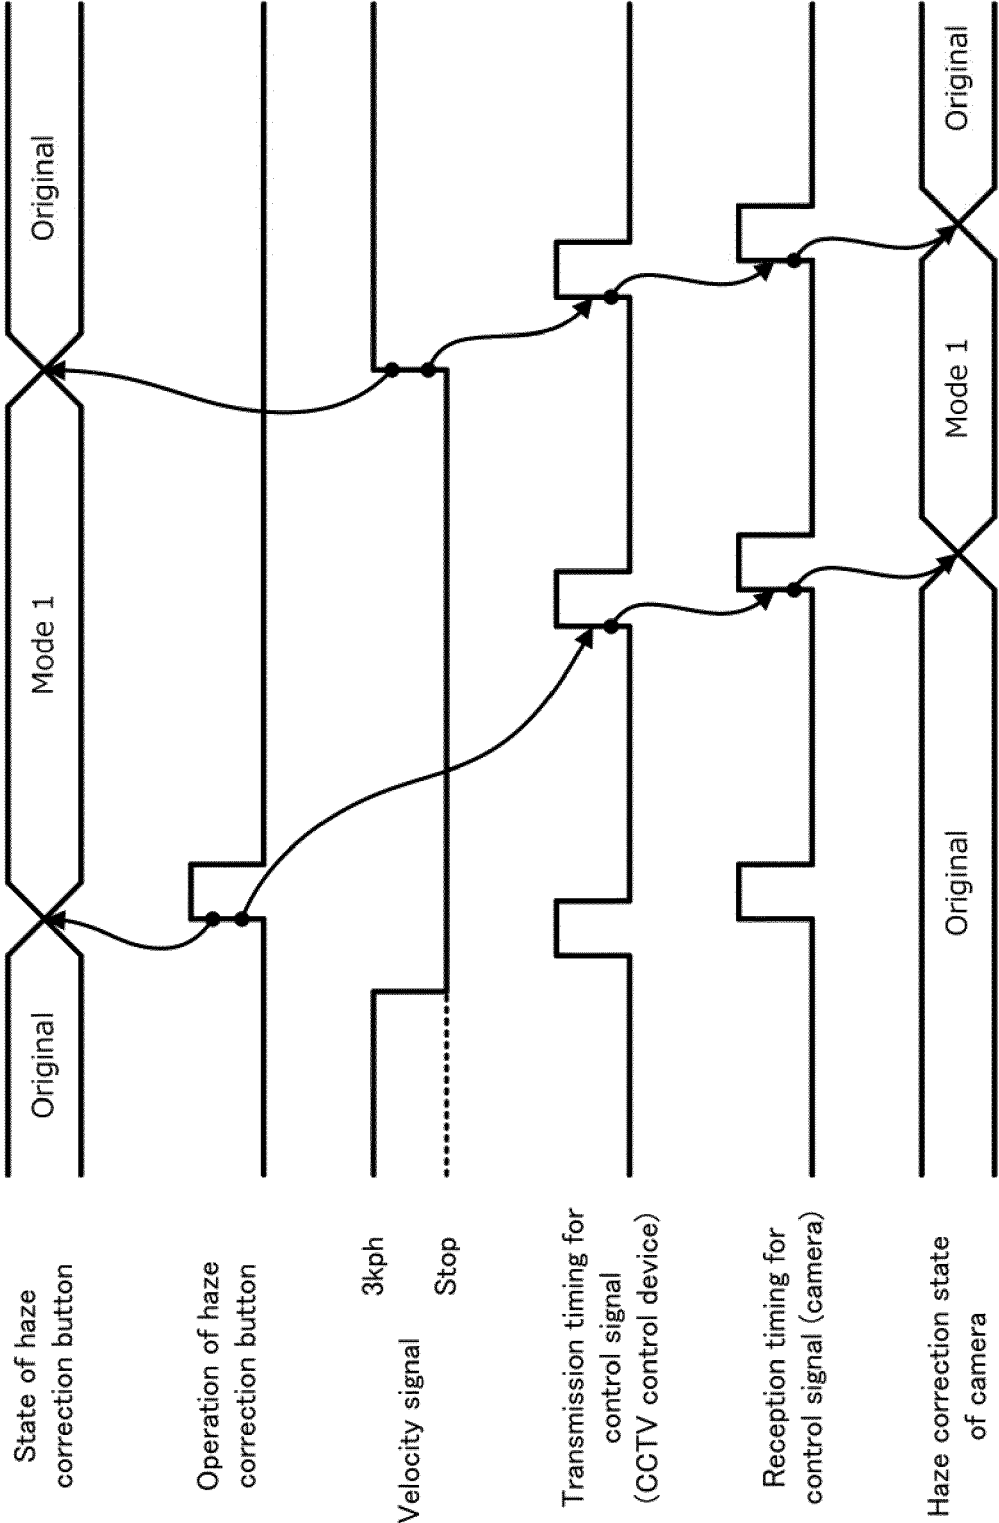 State of haze
correction button
Original
Mode 1
Original
Operation of haze
correction button
Velocity signal
3kph
Stop
Transmission timing for
control signal
(CCTV control device)
Reception timing for
control signal (camera)
Haze correction state
of camera
Original
Mode 1
Original